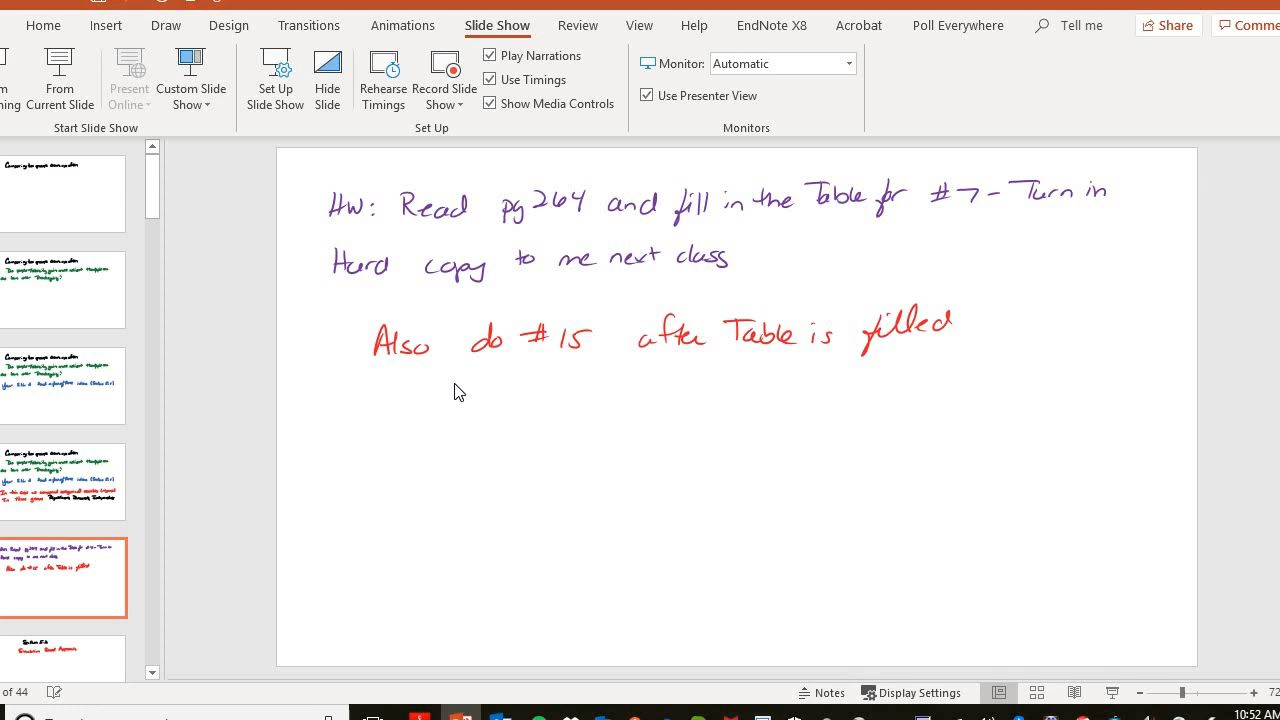 Home Insert Draw Design Transitions Animations Slide Show Review View Help EndNote X8 Acrobat Poll Everywhere Tell me Share
From Current Slide
Present Online
Custom Slide Show
Set Up Slide Show
Hide Slide
Rehearse Timings
Record Slide Show
Play Narrations
Use Timings
Show Media Controls
Monitor: Automatic
Use Presenter View
Start Slide Show Set Up Monitors
HW: Read pg 264 and fill in the Table for #7 - Turn in
Hard copy to me next class
Also do #15 after Table is filled
of 44 Notes Display Settings
10:52 AM